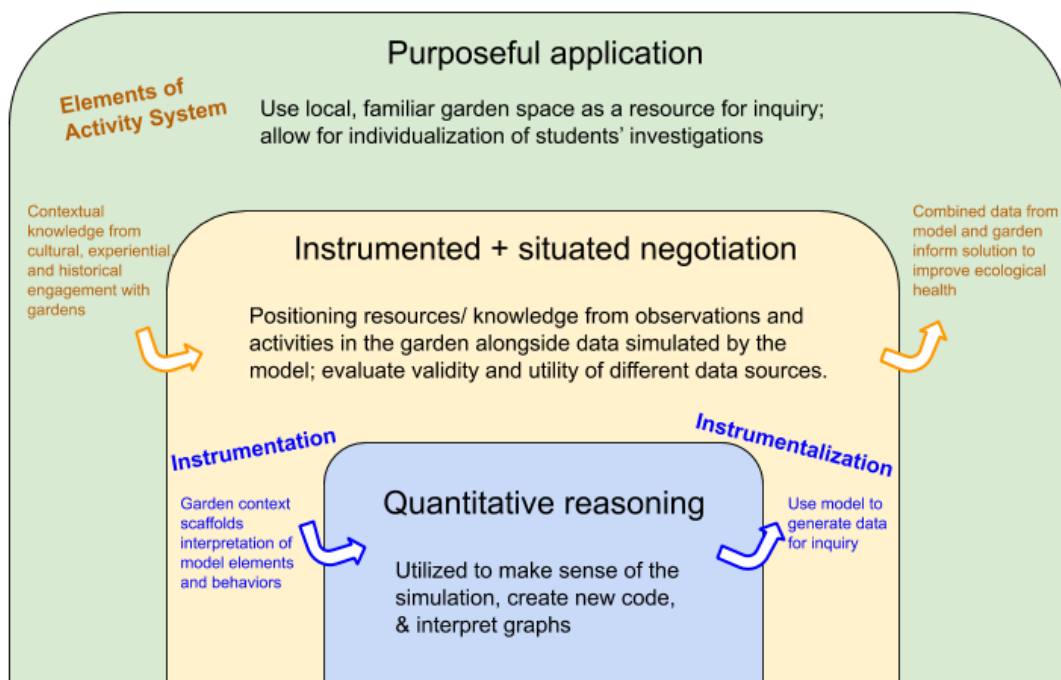 Purposeful application
Elements of
Activity System
Use local, familiar garden space as a resource for inquiry;
allow for individualization of students’ investigations
Contextual
knowledge from
cultural, experiential,
and historical
engagement with
gardens
Combined data from
model and garden
inform solution to
improve ecological
health
Instrumented + situated negotiation
Positioning resources/ knowledge from observations and
activities in the garden alongside data simulated by the
model; evaluate validity and utility of different data sources.
Instrumentation
Instrumentalization
Garden context
scaffolds
interpretation of
model elements
and behaviors
Use model to
generate data
for inquiry
Quantitative reasoning
Utilized to make sense of the
simulation, create new code,
& interpret graphs